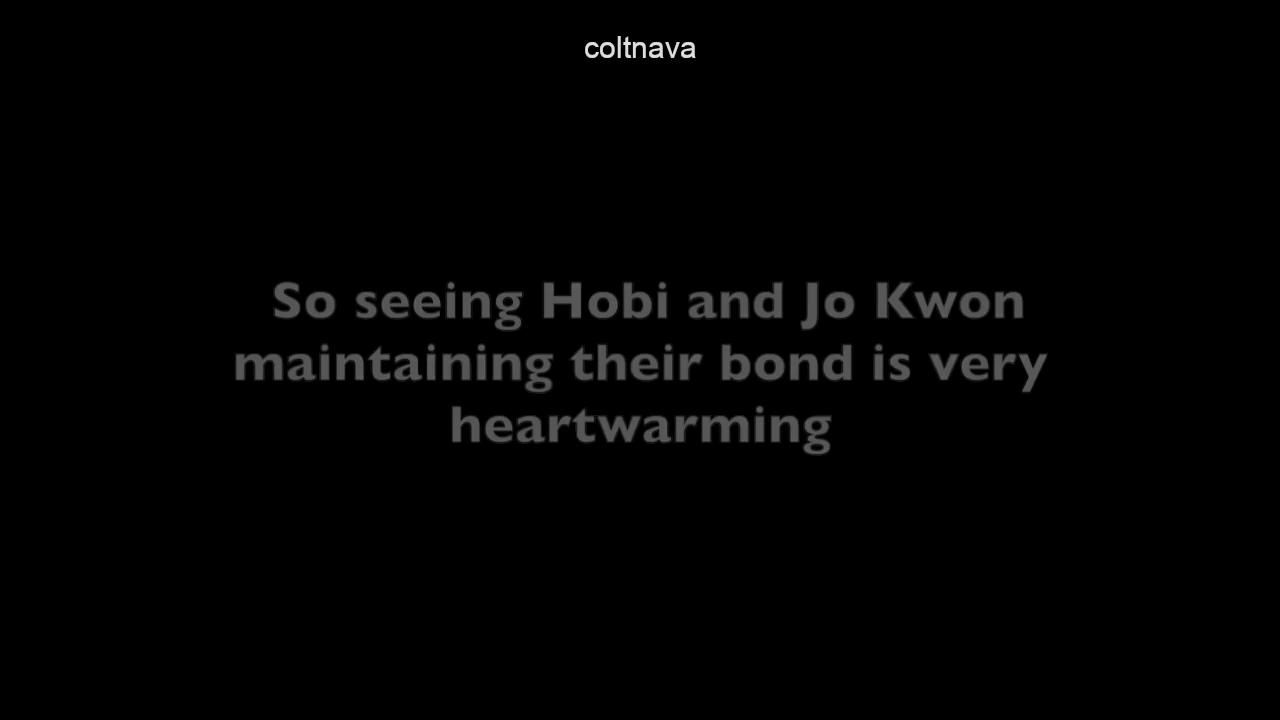 coltnava
So seeing Hobi and Jo Kwon
maintaining their bond is very
heartwarming